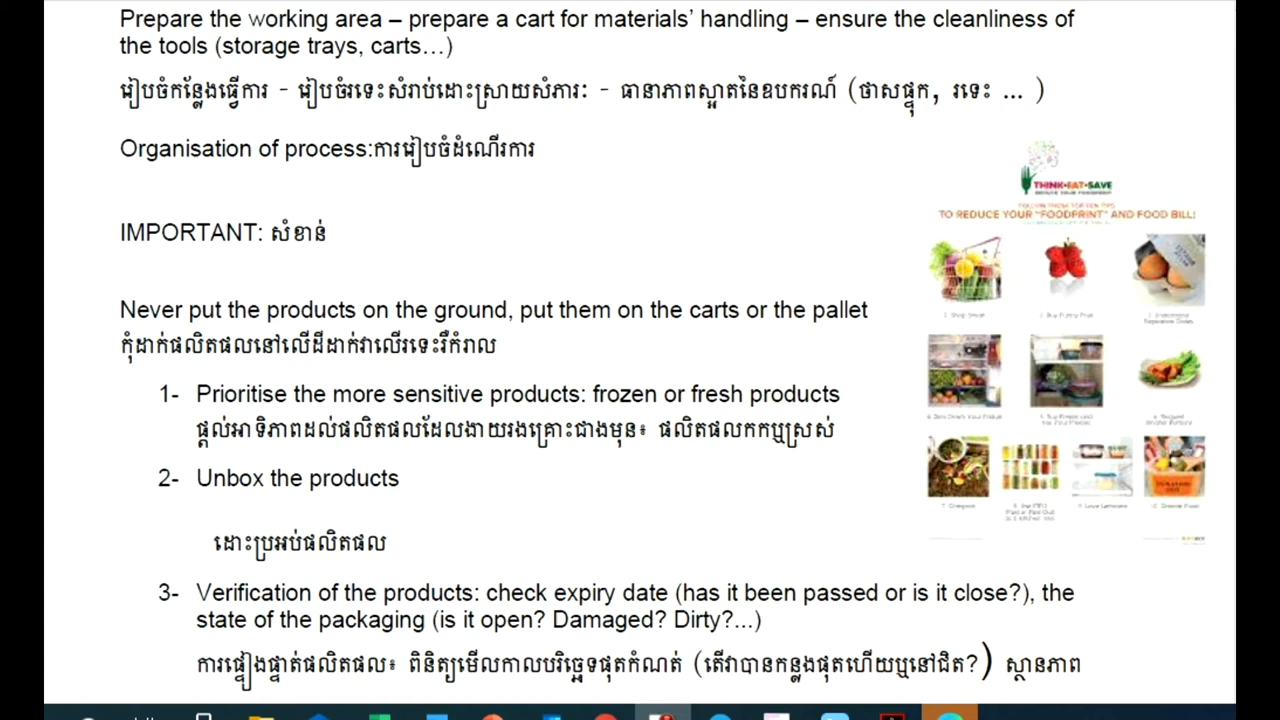 Prepare the working area – prepare a cart for materials’ handling – ensure the cleanliness of
the tools (storage trays, carts…)
រៀបចំកន្លែងធ្វើការ - រៀបចំរទេះសំរាប់ដោះស្រាយសំភារៈ - ធានាភាពស្អាតនៃឧបករណ៍ (ថាសផ្ទុក, រទេះ ... )
Organisation of process:ការរៀបចំដំណើរការ
IMPORTANT: សំខាន់
Never put the products on the ground, put them on the carts or the pallet
កុំដាក់ផលិតផលនៅលើដីដាក់វាលើរទេះរឺកំរាល
1- Prioritise the more sensitive products: frozen or fresh products
ផ្តល់អាទិភាពដល់ផលិតផលដែលងាយរងគ្រោះជាងមុន៖ ផលិតផលកកឬស្រស់
2- Unbox the products
ដោះប្រអប់ផលិតផល
3- Verification of the products: check expiry date (has it been passed or is it close?), the
state of the packaging (is it open? Damaged? Dirty?...)
ការផ្ទៀងផ្ទាត់ផលិតផល៖ ពិនិត្យមើលកាលបរិច្ឆេទផុតកំណត់ (តើវាបានកន្លងផុតហើយឬនៅជិត?) ស្ថានភាព
THINK•EAT•SAVE
TO REDUCE YOUR "FOODPRINT" AND FOOD BILL!